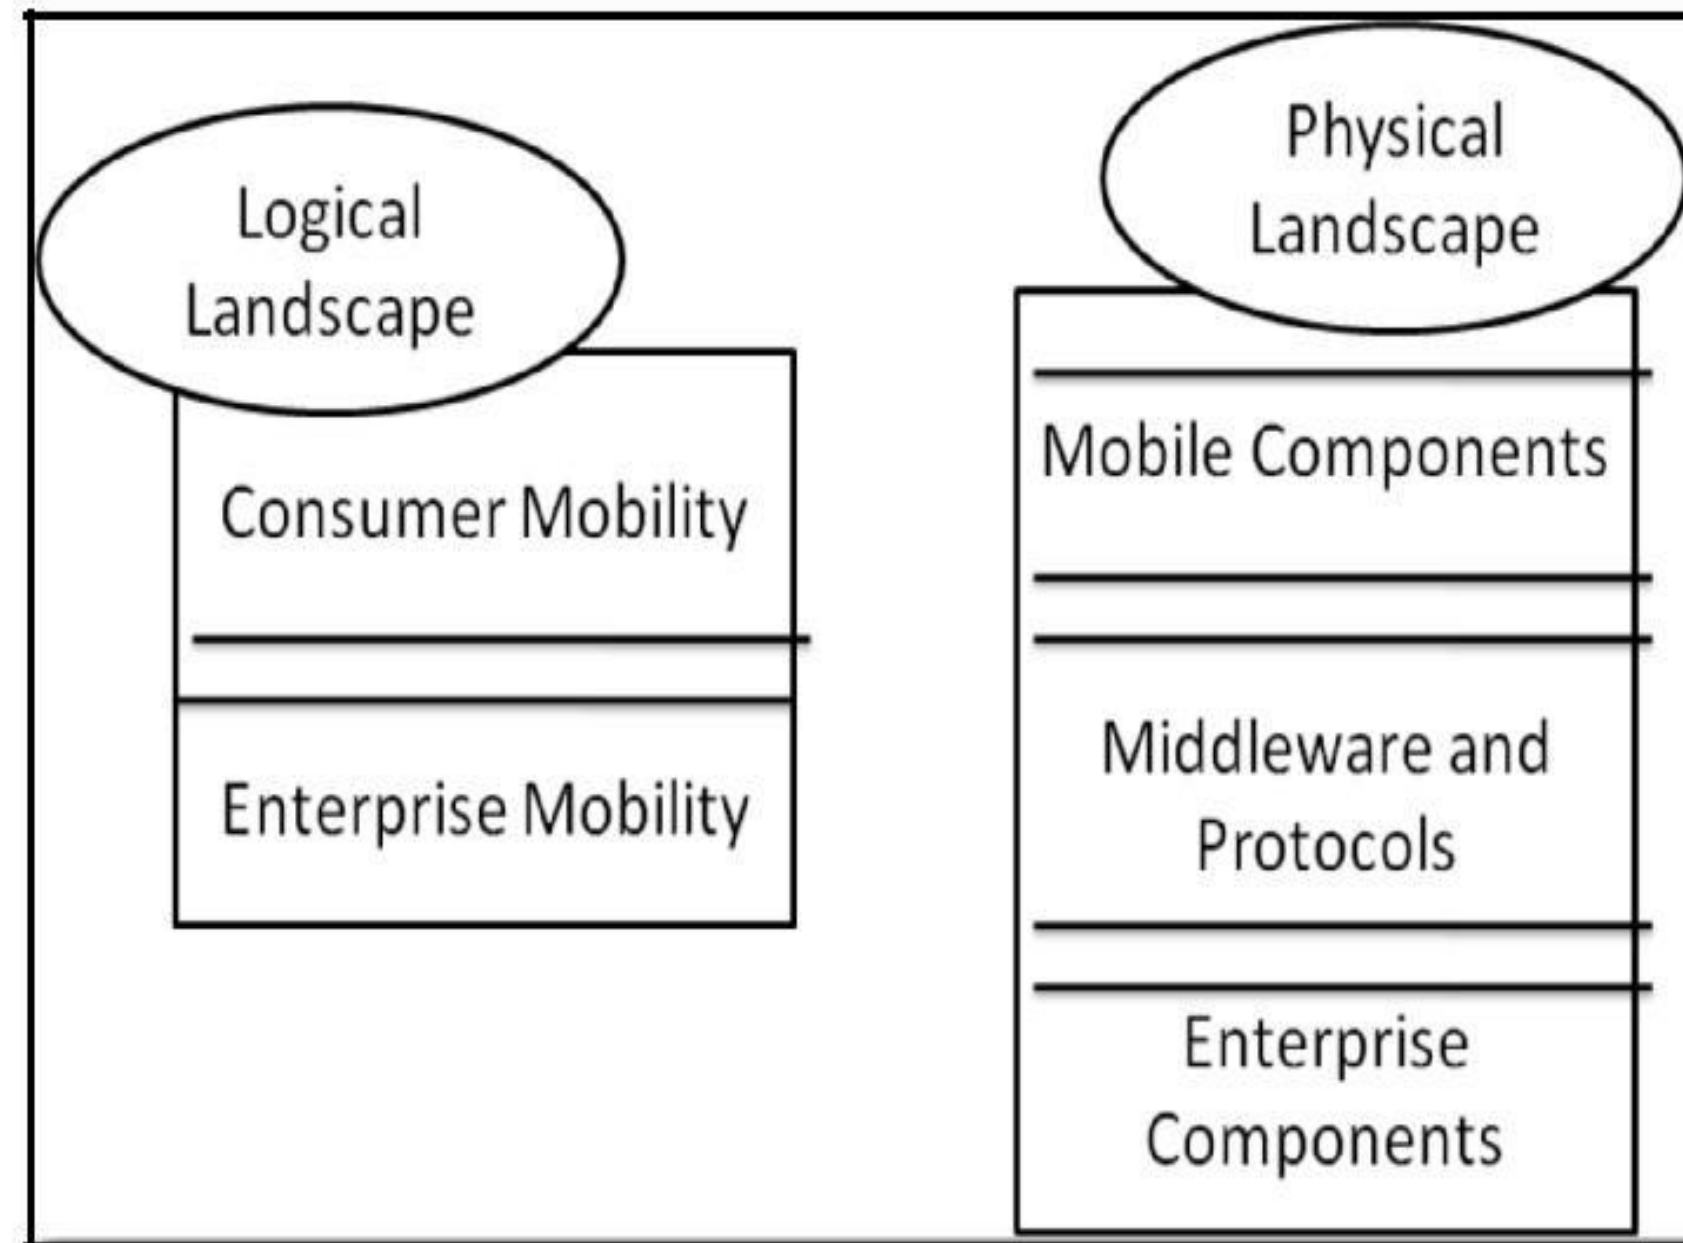 Logical
Landscape
Consumer Mobility
Enterprise Mobility
Physical
Landscape
Mobile Components
Middleware and
Protocols
Enterprise
Components